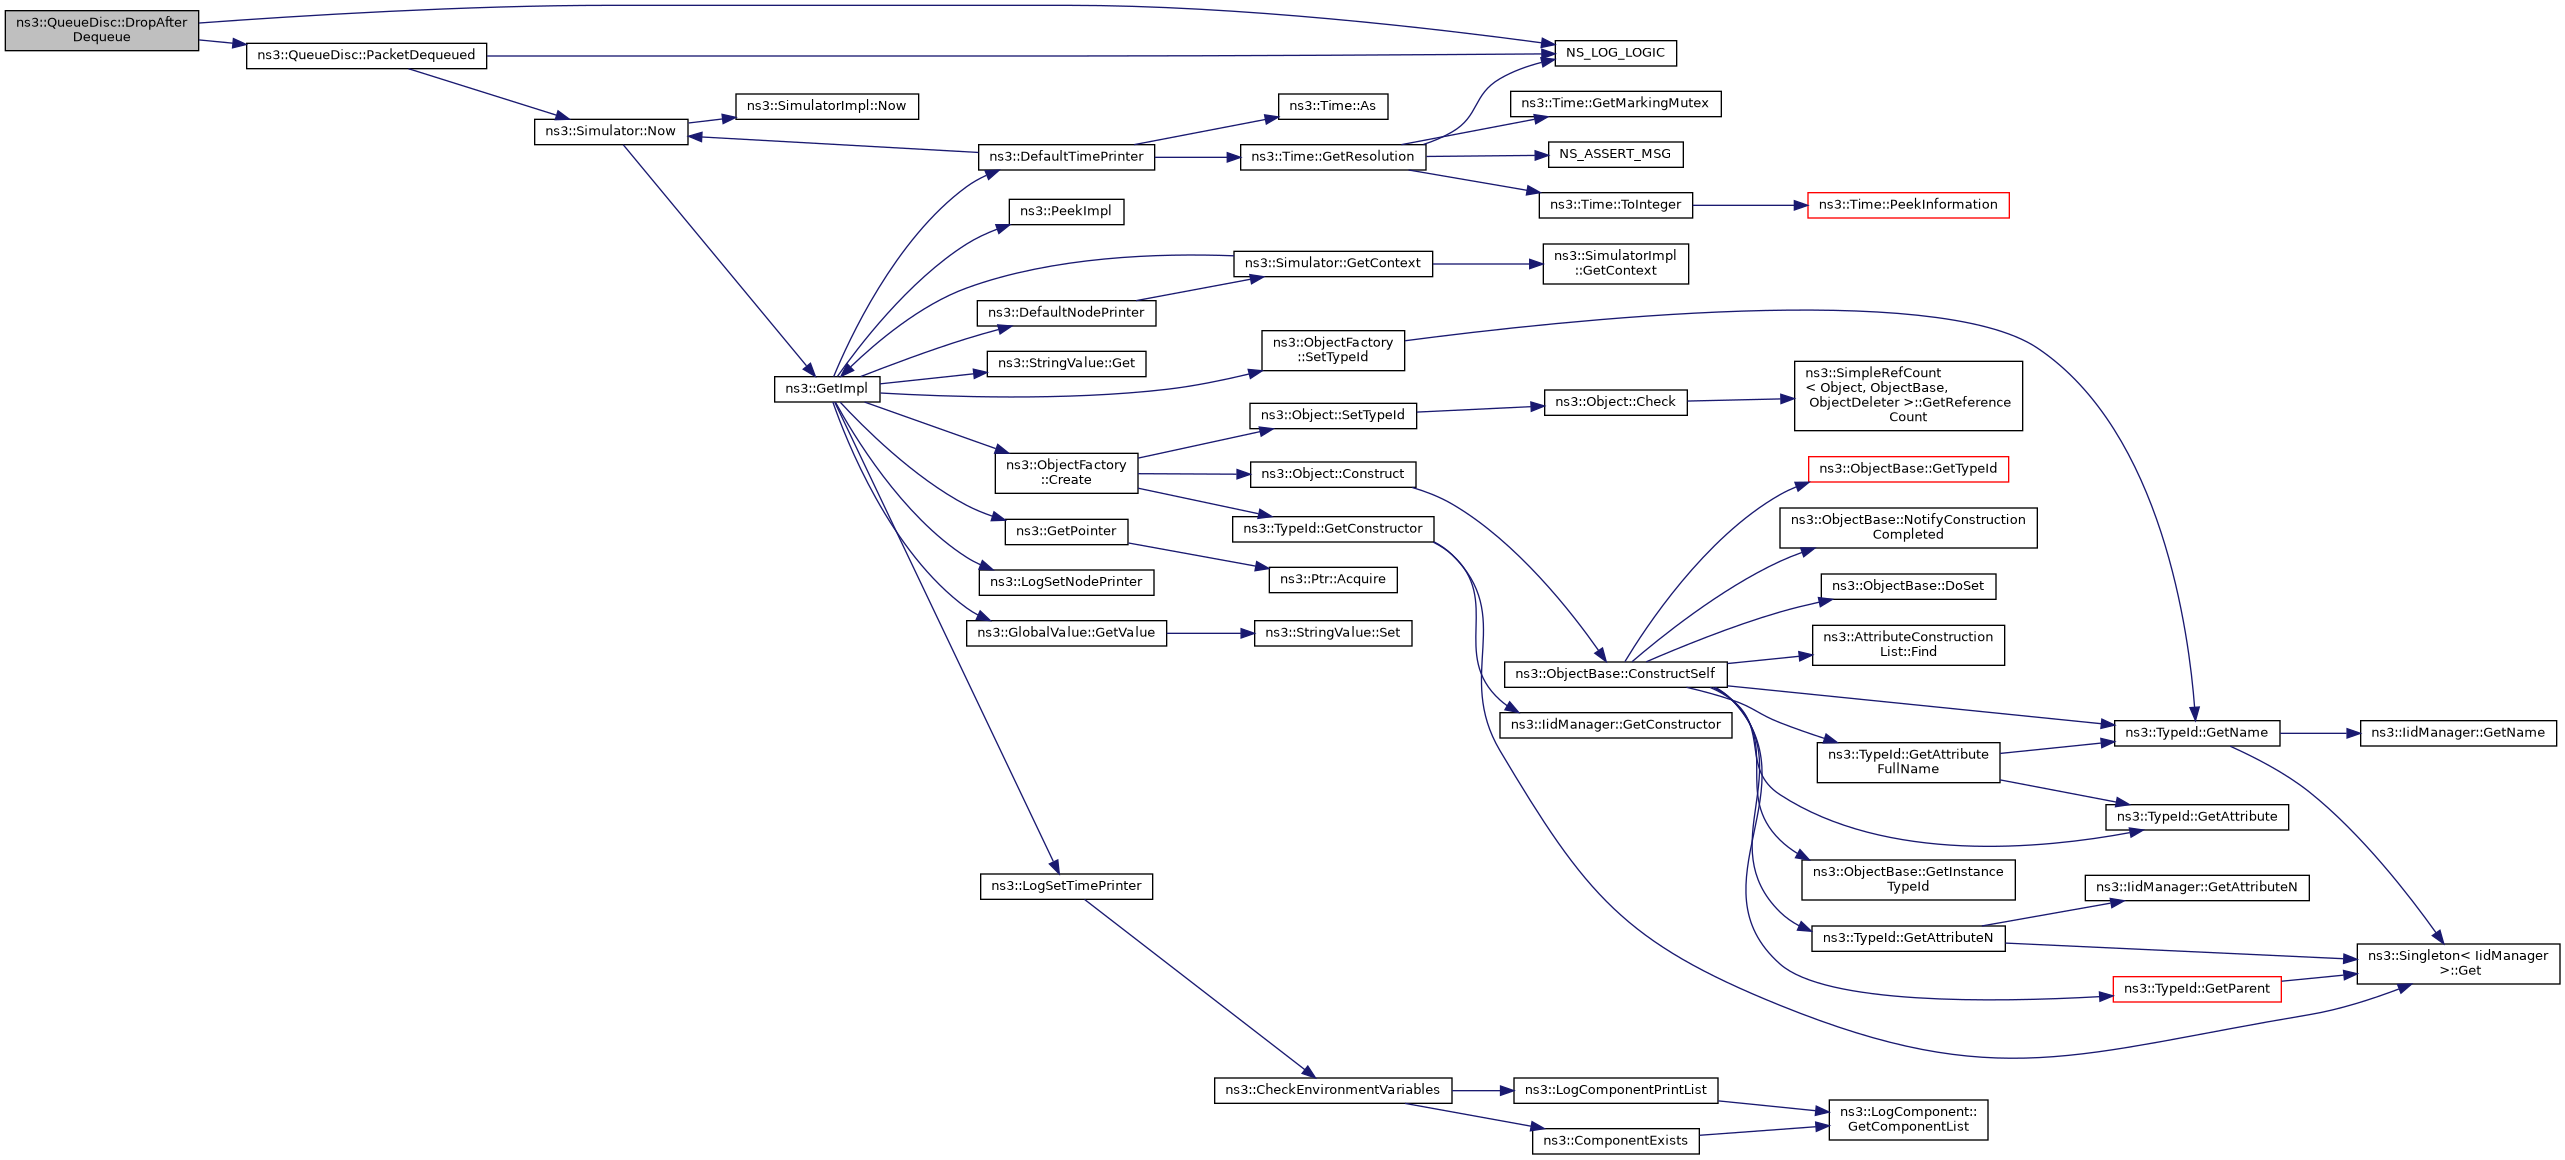 ns3::QueueDisc::DropAfter
Dequeue
ns3::QueueDisc::PacketDequeued
NS_LOG_LOGIC
ns3::SimulatorImpl::Now
ns3::Time::As
ns3::Time::GetMarkingMutex
ns3::Simulator::Now
ns3::DefaultTimePrinter
ns3::Time::GetResolution
NS_ASSERT_MSG
ns3::PeekImpl
ns3::Time::ToInteger
ns3::Time::PeekInformation
ns3::Simulator::GetContext
ns3::SimulatorImpl
::GetContext
ns3::DefaultNodePrinter
ns3::ObjectFactory
::SetTypeId
ns3::StringValue::Get
ns3::GetImpl
ns3::Object::SetTypeId
ns3::Object::Check
ns3::SimpleRefCount
< Object, ObjectBase,
ObjectDeleter >::GetReference
Count
ns3::ObjectFactory
::Create
ns3::Object::Construct
ns3::ObjectBase::GetTypeId
ns3::GetPointer
ns3::TypeId::GetConstructor
ns3::ObjectBase::NotifyConstruction
Completed
ns3::LogSetNodePrinter
ns3::Ptr::Acquire
ns3::ObjectBase::DoSet
ns3::GlobalValue::GetValue
ns3::StringValue::Set
ns3::AttributeConstruction
List::Find
ns3::ObjectBase::ConstructSelf
ns3::IidManager::GetConstructor
ns3::TypeId::GetName
ns3::IidManager::GetName
ns3::TypeId::GetAttribute
FullName
ns3::TypeId::GetAttribute
ns3::LogSetTimePrinter
ns3::ObjectBase::GetInstance
TypeId
ns3::IidManager::GetAttributeN
ns3::TypeId::GetAttributeN
ns3::Singleton< IidManager
>::Get
ns3::TypeId::GetParent
ns3::CheckEnvironmentVariables
ns3::LogComponentPrintList
ns3::LogComponent::
GetComponentList
ns3::ComponentExists